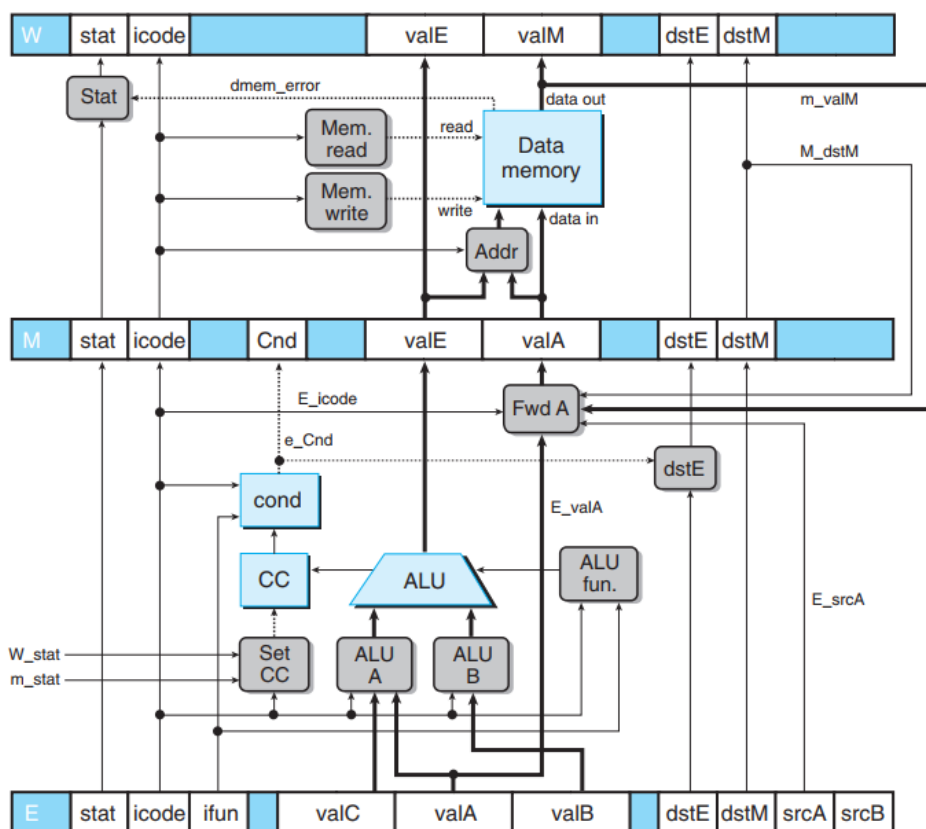 W stat icode valE valM dstE dstM
Stat
dmem_error
data out
m_valM
Mem.
read
read
Data
memory
M_dstM
Mem.
write
write
data in
Addr
M stat icode Cnd valE valA dstE dstM
E_icode
Fwd A
e_Cnd
dstE
cond
E_valA
CC
ALU
ALU
fun.
E_srcA
W_stat
m_stat
Set
CC
ALU
A
ALU
B
E stat icode ifun valC valA valB dstE dstM srcA srcB